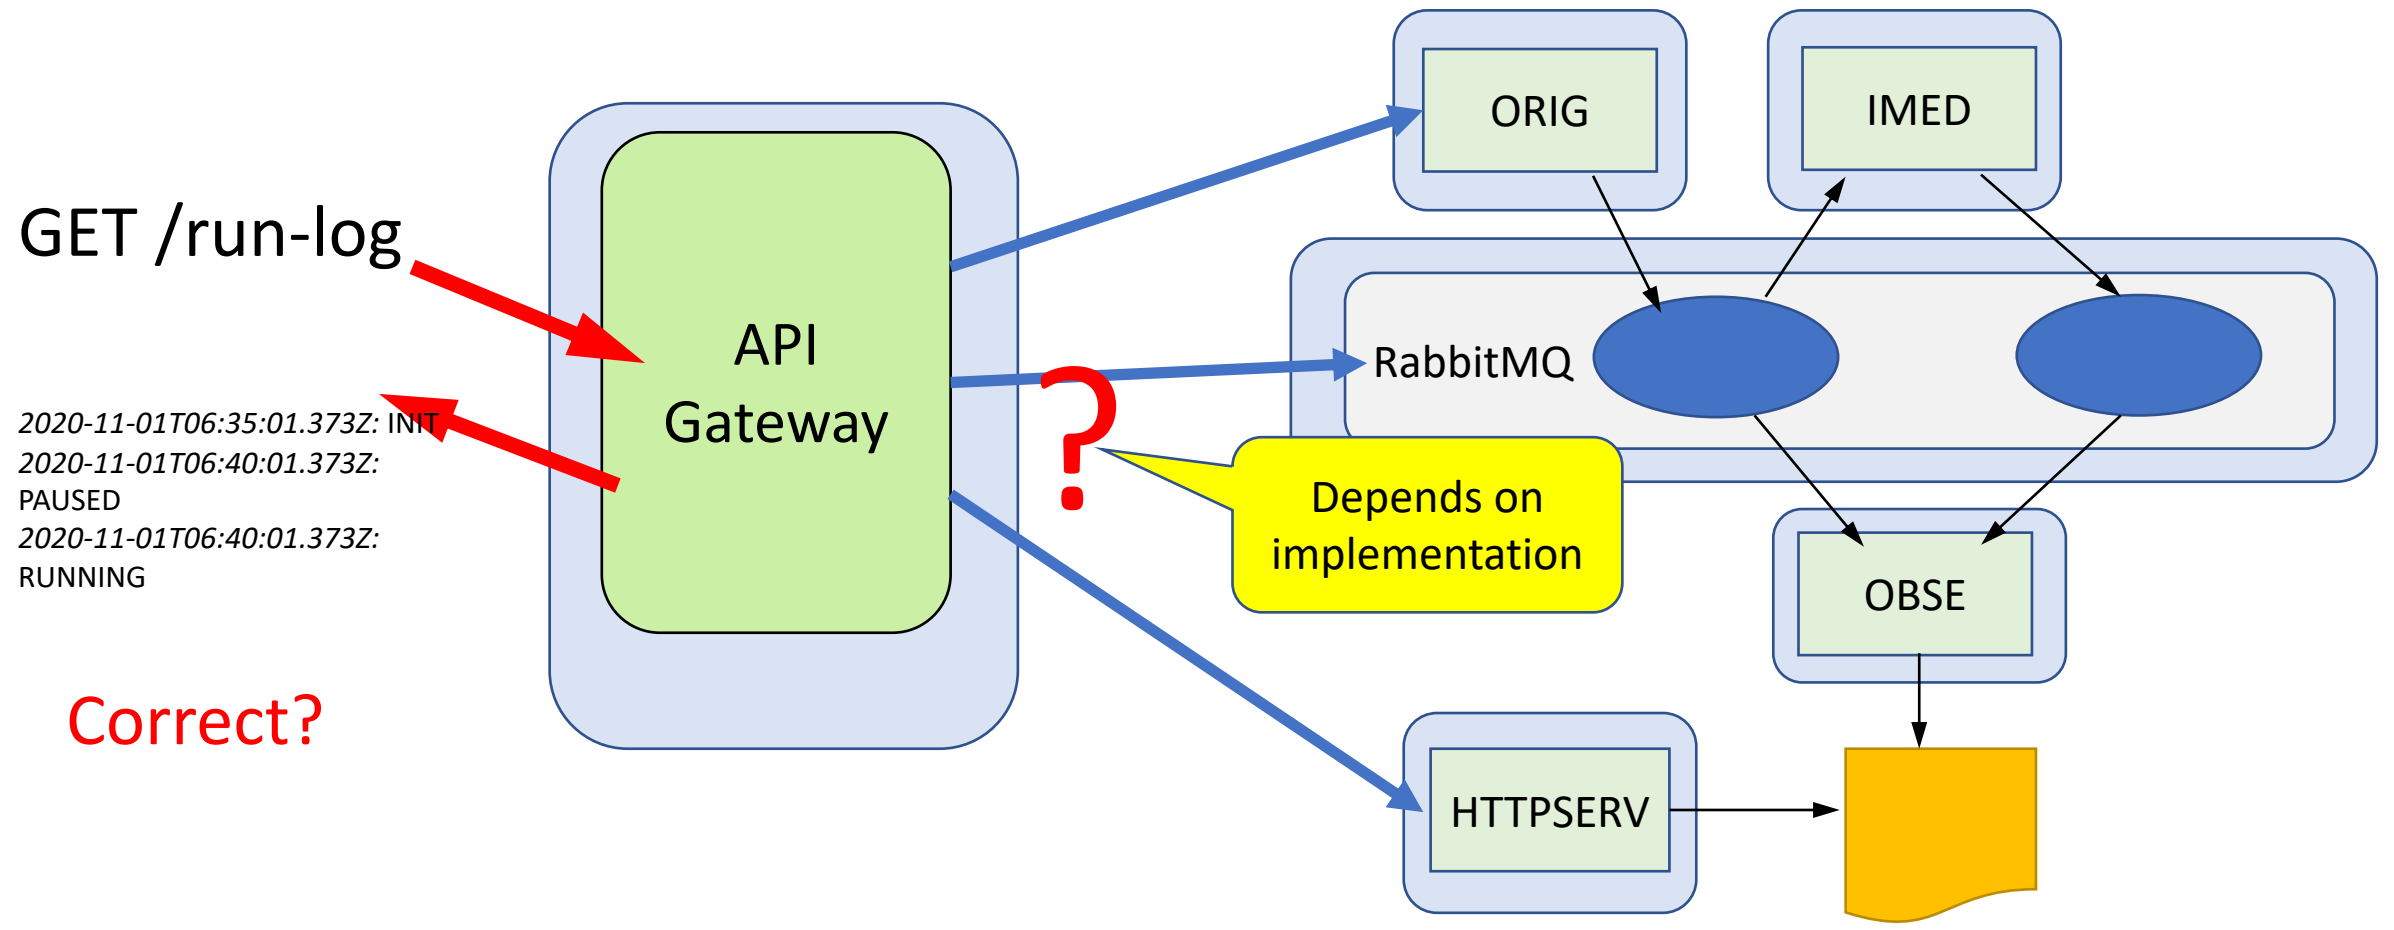 GET /run-log
2020-11-01T06:35:01.373Z: INIT
2020-11-01T06:40:01.373Z:
PAUSED
2020-11-01T06:40:01.373Z:
RUNNING
Correct?
API
Gateway
?
Depends on
implementation
ORIG
IMED
RabbitMQ
OBSE
HTTPSERV